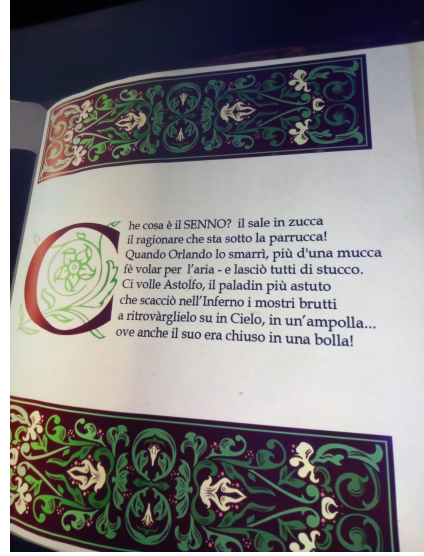 Che cosa è il SENNO? il sale in zucca
il ragionare che sta sotto la parrucca!
Quando Orlando lo smarrì, più d'una mucca
fè volar per l'aria - e lasciò tutti di stucco.
Ci volle Astolfo, il paladin più astuto
che scacciò nell'Inferno i mostri brutti
a ritrovàrglielo su in Cielo, in un'ampolla...
ove anche il suo era chiuso in una bolla!